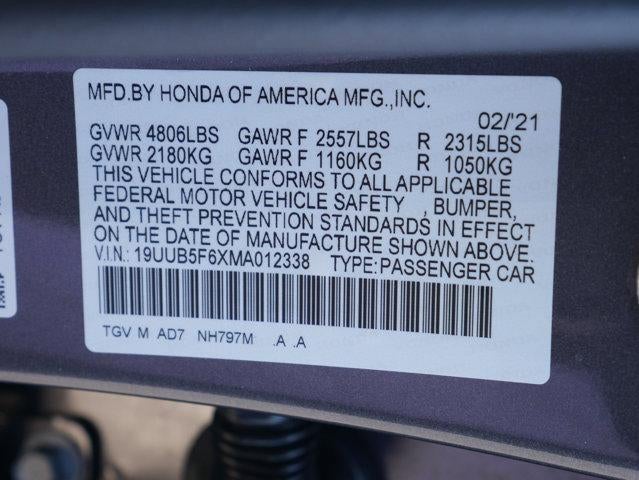 MFD.BY HONDA OF AMERICA MFG.,INC.
02/'21
GVWR 4806LBS GAWR F 2557LBS R 2315LBS
GVWR 2180KG GAWR F 1160KG R 1050KG
THIS VEHICLE CONFORMS TO ALL APPLICABLE
FEDERAL MOTOR VEHICLE SAFETY , BUMPER,
AND THEFT PREVENTION STANDARDS IN EFFECT
ON THE DATE OF MANUFACTURE SHOWN ABOVE.
V.I.N.: 19UUB5F6XMA012338 TYPE:PASSENGER CAR
TGV M AD7 NH797M .A .A